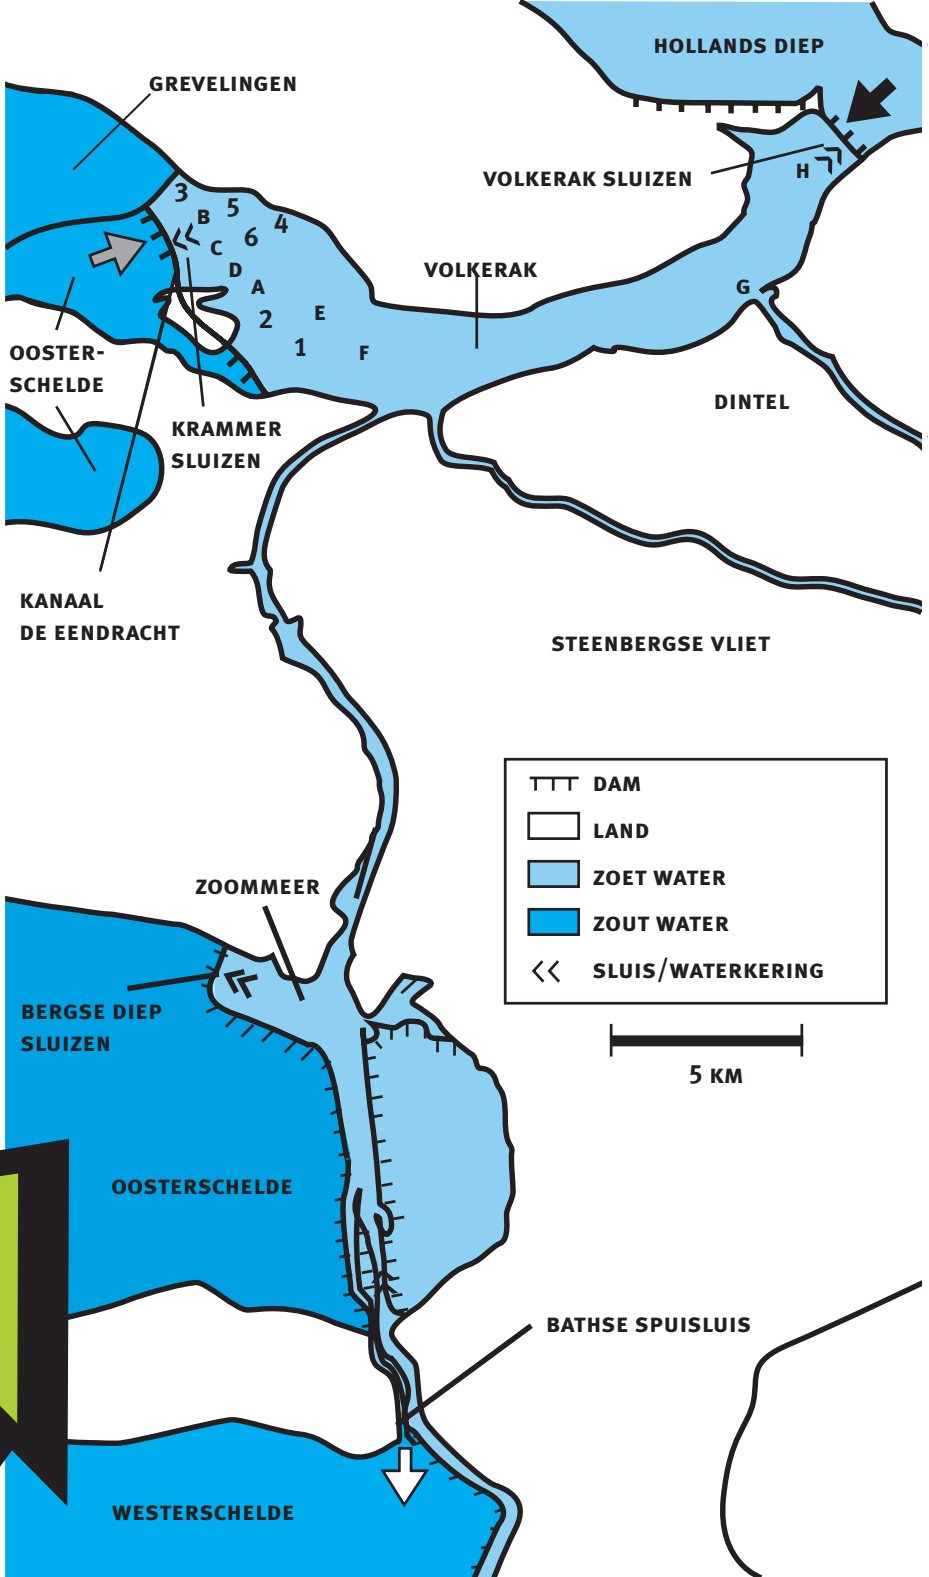 HOLLANDS DIEP
GREVELINGEN
VOLKERAK SLUIZEN
H
3
B
5
4
6
C
D
A
VOLKERAK
G
2
E
1
F
OOSTER-
SCHELDE
DINTEL
KRAMMER
SLUIZEN
KANAAL
DE EENDRACHT
STEENBERGSE VLIET
DAM
LAND
ZOET WATER
ZOUT WATER
SLUIS/WATERKERING
5 KM
ZOOMMEER
BERGSE DIEP
SLUIZEN
OOSTERSCHELDE
BATHSE SPUISLUIS
WESTERSCHELDE